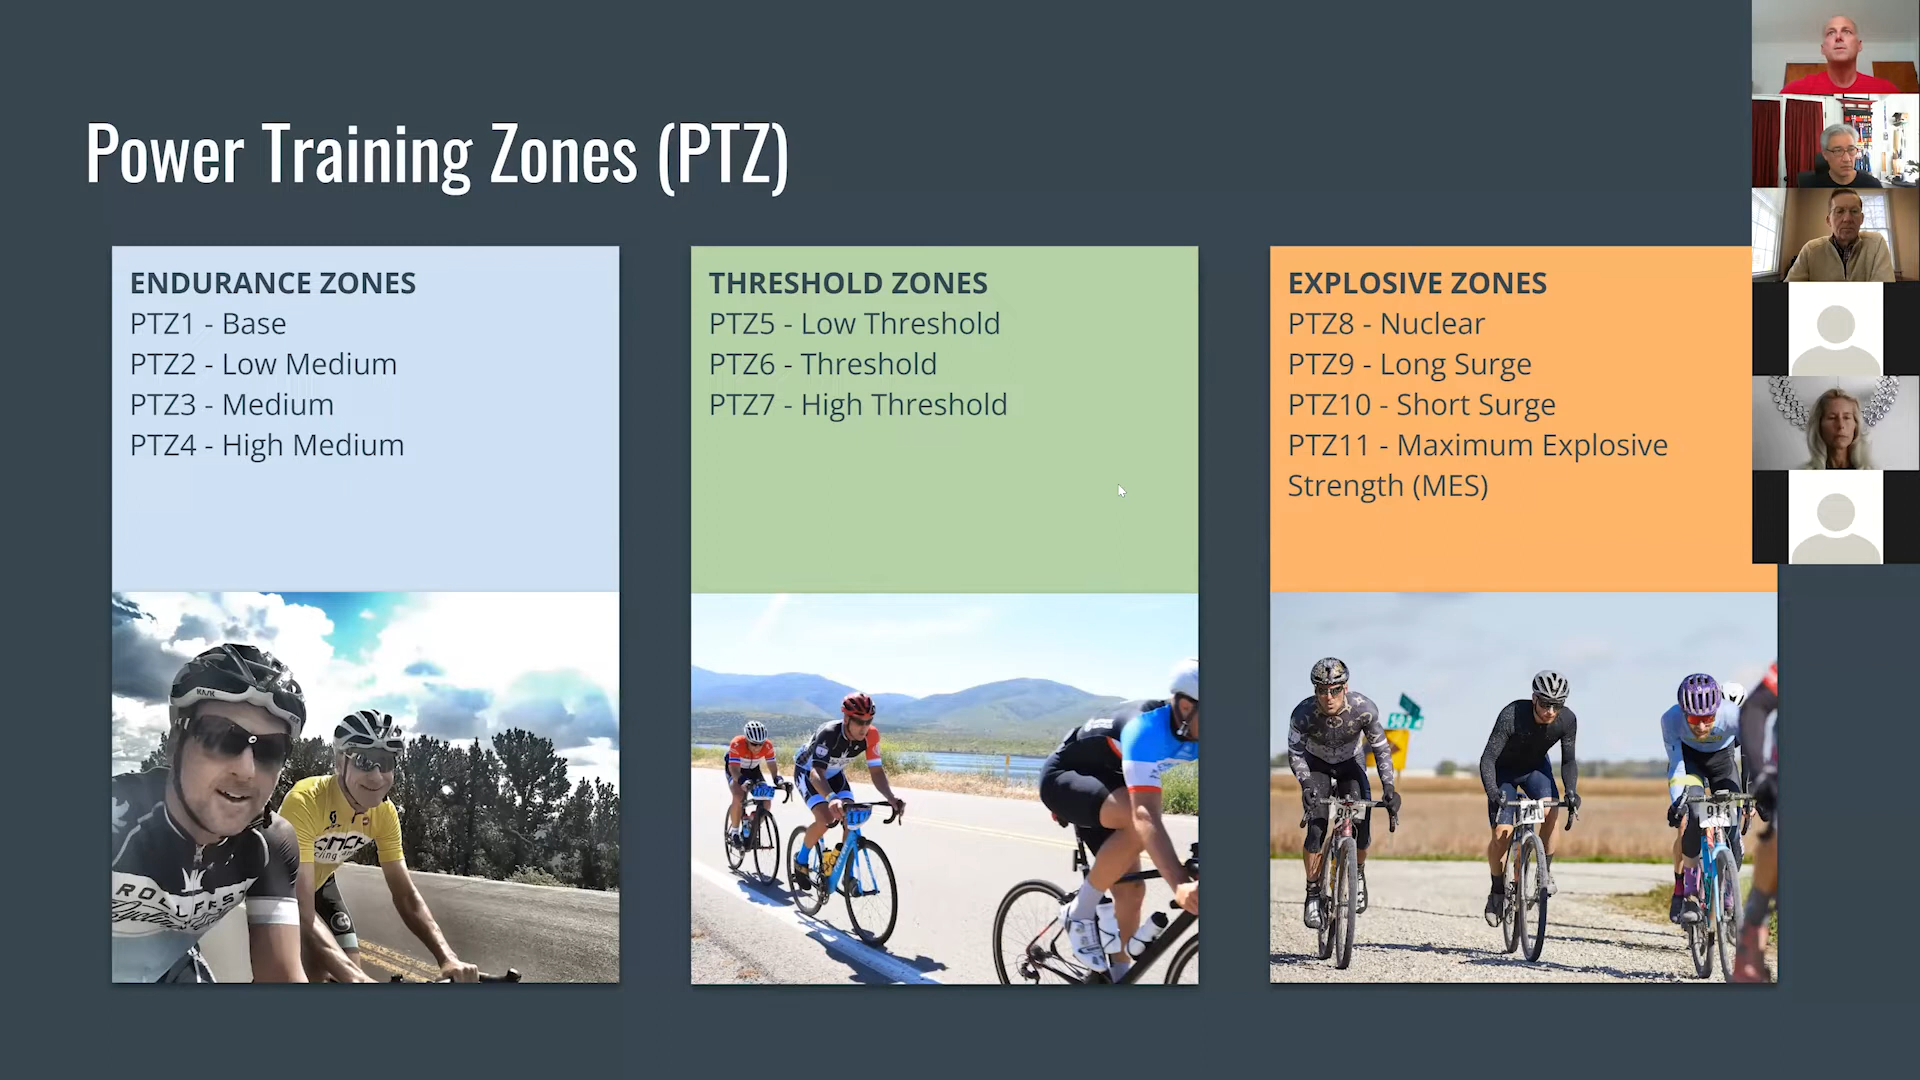 Power Training Zones (PTZ)
ENDURANCE ZONES
PTZ1 - Base
PTZ2 - Low Medium
PTZ3 - Medium
PTZ4 - High Medium
THRESHOLD ZONES
PTZ5 - Low Threshold
PTZ6 - Threshold
PTZ7 - High Threshold
EXPLOSIVE ZONES
PTZ8 - Nuclear
PTZ9 - Long Surge
PTZ10 - Short Surge
PTZ11 - Maximum Explosive
Strength (MES)
KASK